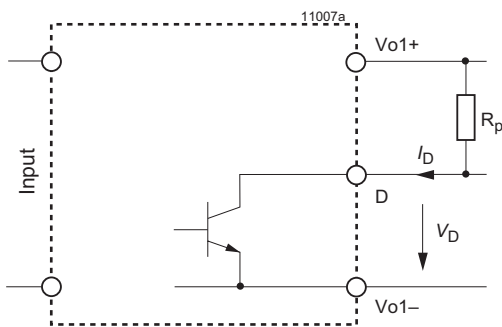 11007a
Vo1+
Input
Rp
ID
D
VD
Vo1–